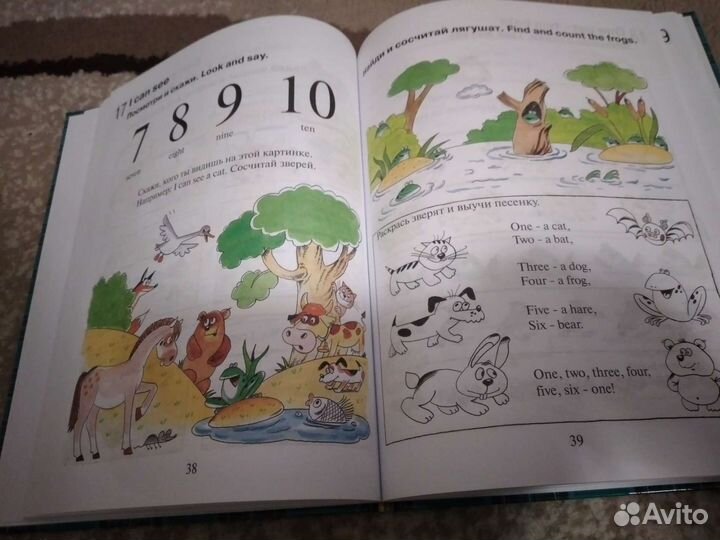 17 I can see
Посмотри и скажи. Look and say.
7 8 9 10
seven eight nine ten
Скажи, кого ты видишь на этой картинке.
Например: I can see a cat. Сосчитай зверей.
38
Найди и сосчитай лягушат. Find and count the frogs.
Раскрась зверят и выучи песенку.
One - a cat,
Two - a bat,
Three - a dog,
Four - a frog,
Five - a hare,
Six - bear.
One, two, three, four,
five, six - one!
39
Avito